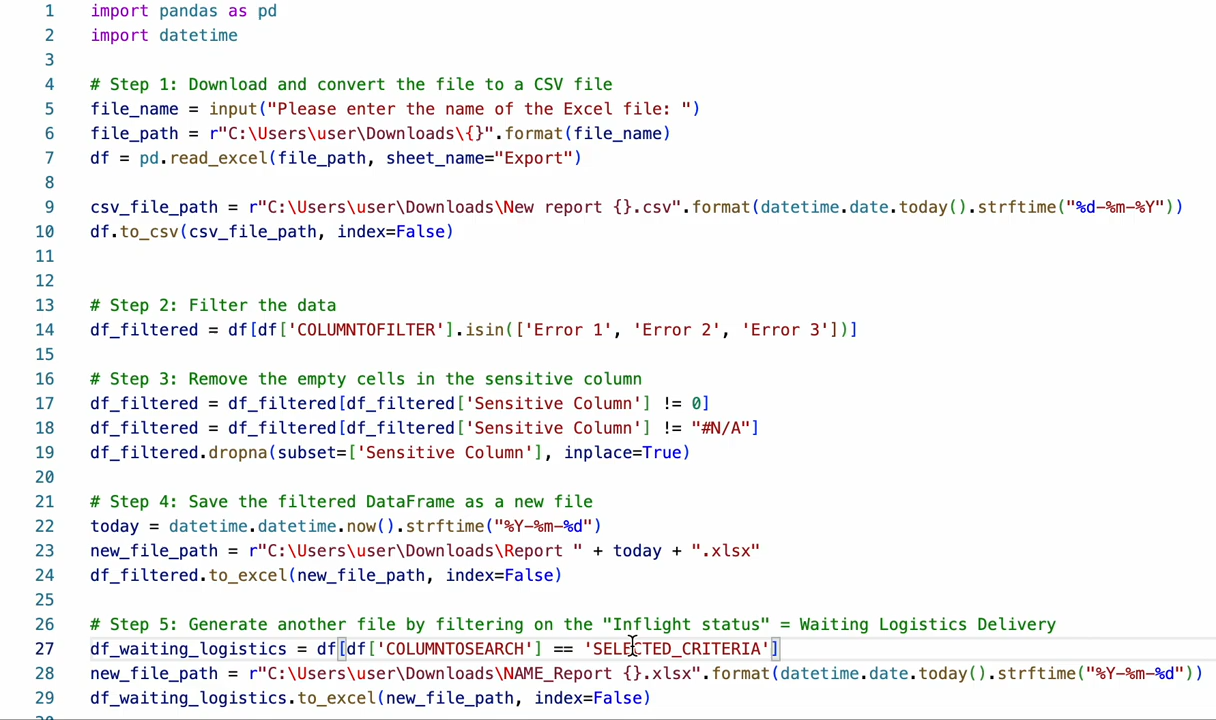 1 import pandas as pd
2 import datetime
3
4 # Step 1: Download and convert the file to a CSV file
5 file_name = input("Please enter the name of the Excel file: ")
6 file_path = r"C:\Users\user\Downloads\{}".format(file_name)
7 df = pd.read_excel(file_path, sheet_name="Export")
8
9 csv_file_path = r"C:\Users\user\Downloads\New report {}.csv".format(datetime.date.today().strftime("%d-%m-%Y"))
10 df.to_csv(csv_file_path, index=False)
11
12
13 # Step 2: Filter the data
14 df_filtered = df[df['COLUMNTOFILTER'].isin(['Error 1', 'Error 2', 'Error 3'])]
15
16 # Step 3: Remove the empty cells in the sensitive column
17 df_filtered = df_filtered[df_filtered['Sensitive Column'] != 0]
18 df_filtered = df_filtered[df_filtered['Sensitive Column'] != "#N/A"]
19 df_filtered.dropna(subset=['Sensitive Column'], inplace=True)
20
21 # Step 4: Save the filtered DataFrame as a new file
22 today = datetime.datetime.now().strftime("%Y-%m-%d")
23 new_file_path = r"C:\Users\user\Downloads\Report " + today + ".xlsx"
24 df_filtered.to_excel(new_file_path, index=False)
25
26 # Step 5: Generate another file by filtering on the "Inflight status" = Waiting Logistics Delivery
27 df_waiting_logistics = df[df['COLUMNTOSEARCH'] == 'SELECTED_CRITERIA']
28 new_file_path = r"C:\Users\user\Downloads\NAME_Report {}.xlsx".format(datetime.date.today().strftime("%Y-%m-%d"))
29 df_waiting_logistics.to_excel(new_file_path, index=False)